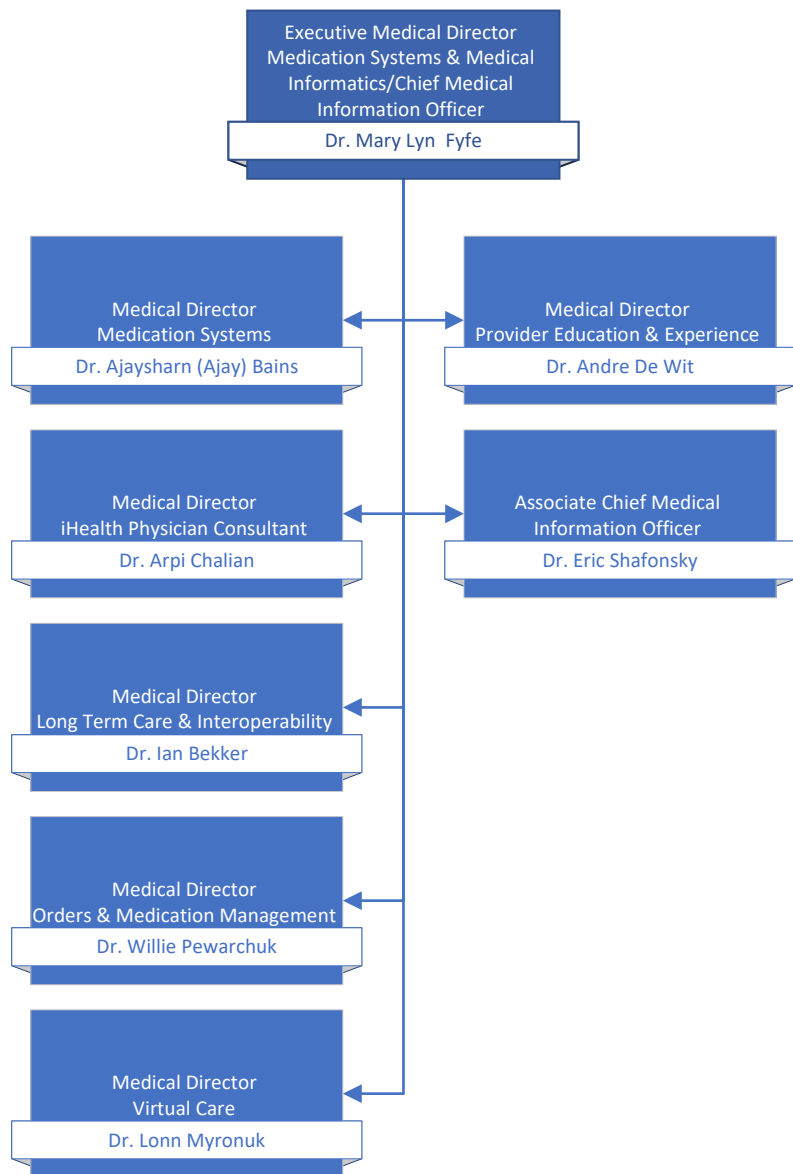 Executive Medical Director
Medication Systems & Medical
Informatics/Chief Medical
Information Officer
Dr. Mary Lyn Fyfe
Medical Director
Medication Systems
Dr. Ajaysharn (Ajay) Bains
Medical Director
Provider Education & Experience
Dr. Andre De Wit
Medical Director
iHealth Physician Consultant
Dr. Arpi Chalian
Associate Chief Medical
Information Officer
Dr. Eric Shafonsky
Medical Director
Long Term Care & Interoperability
Dr. Ian Bekker
Medical Director
Orders & Medication Management
Dr. Willie Pewarchuk
Medical Director
Virtual Care
Dr. Lonn Myronuk